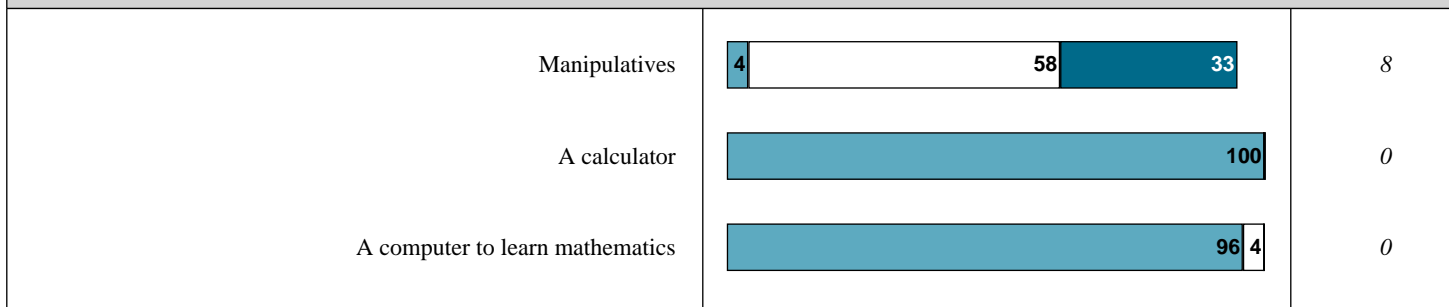 Manipulatives 4 58 33 8
A calculator 100 0
A computer to learn mathematics 96 4 0